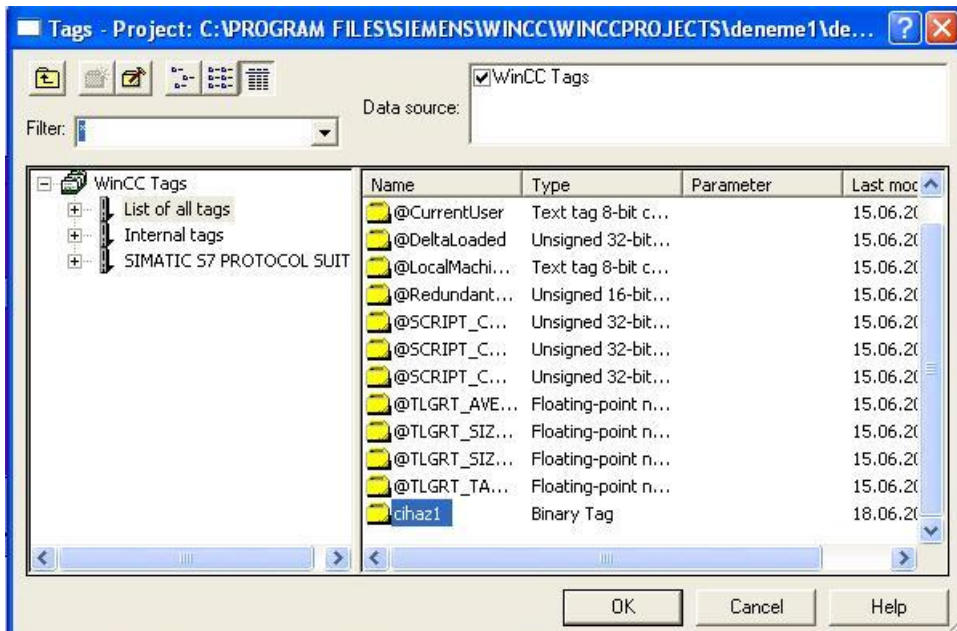 Tags - Project: C:\PROGRAM FILES\SIEMENS\WINCC\WINCCPROJECTS\deneme1\de...
WinCC Tags
Data source:
Filter: *
WinCC Tags
List of all tags
Internal tags
SIMATIC S7 PROTOCOL SUIT
Name Type Parameter Last moc
@CurrentUser Text tag 8-bit c... 15.06.20
@DeltaLoaded Unsigned 32-bit... 15.06.20
@LocalMachi... Text tag 8-bit c... 15.06.20
@Redundant... Unsigned 16-bit... 15.06.20
@SCRIPT_C... Unsigned 32-bit... 15.06.20
@SCRIPT_C... Unsigned 32-bit... 15.06.20
@SCRIPT_C... Unsigned 32-bit... 15.06.20
@TLGRT_AVE... Floating-point n... 15.06.20
@TLGRT_SIZ... Floating-point n... 15.06.20
@TLGRT_SIZ... Floating-point n... 15.06.20
@TLGRT_TA... Floating-point n... 15.06.20
cihaz1 Binary Tag 18.06.20
OK Cancel Help